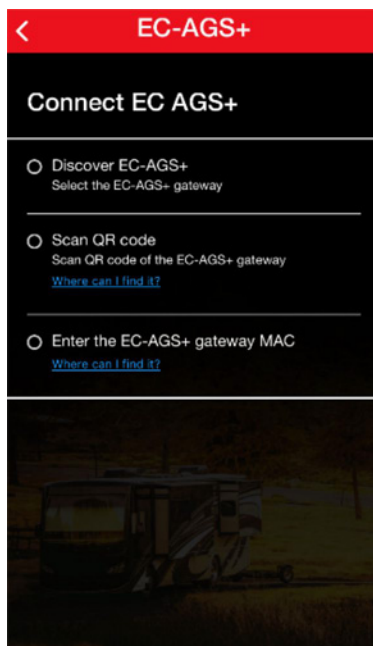 EC-AGS+
Connect EC AGS+
Discover EC-AGS+
Select the EC-AGS+ gateway
Scan QR code
Scan QR code of the EC-AGS+ gateway
Where can I find it?
Enter the EC-AGS+ gateway MAC
Where can I find it?